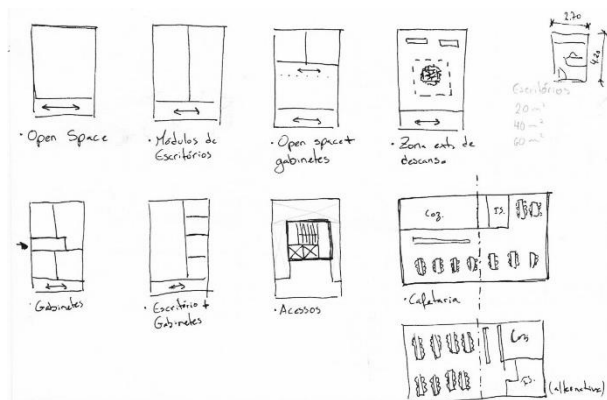 2.70
4.20
Escritórios
20 m²
40 m²
60 m²
· Open Space
· Módulos de
Escritórios
· Open space+
gabinetes
· Zona ext. de
descanso
Coz.
I.S.
· Gabinetes
· Escritório +
Gabinetes
· Acessos
· Cafetaria
Coz
I.S.
(alternativa)